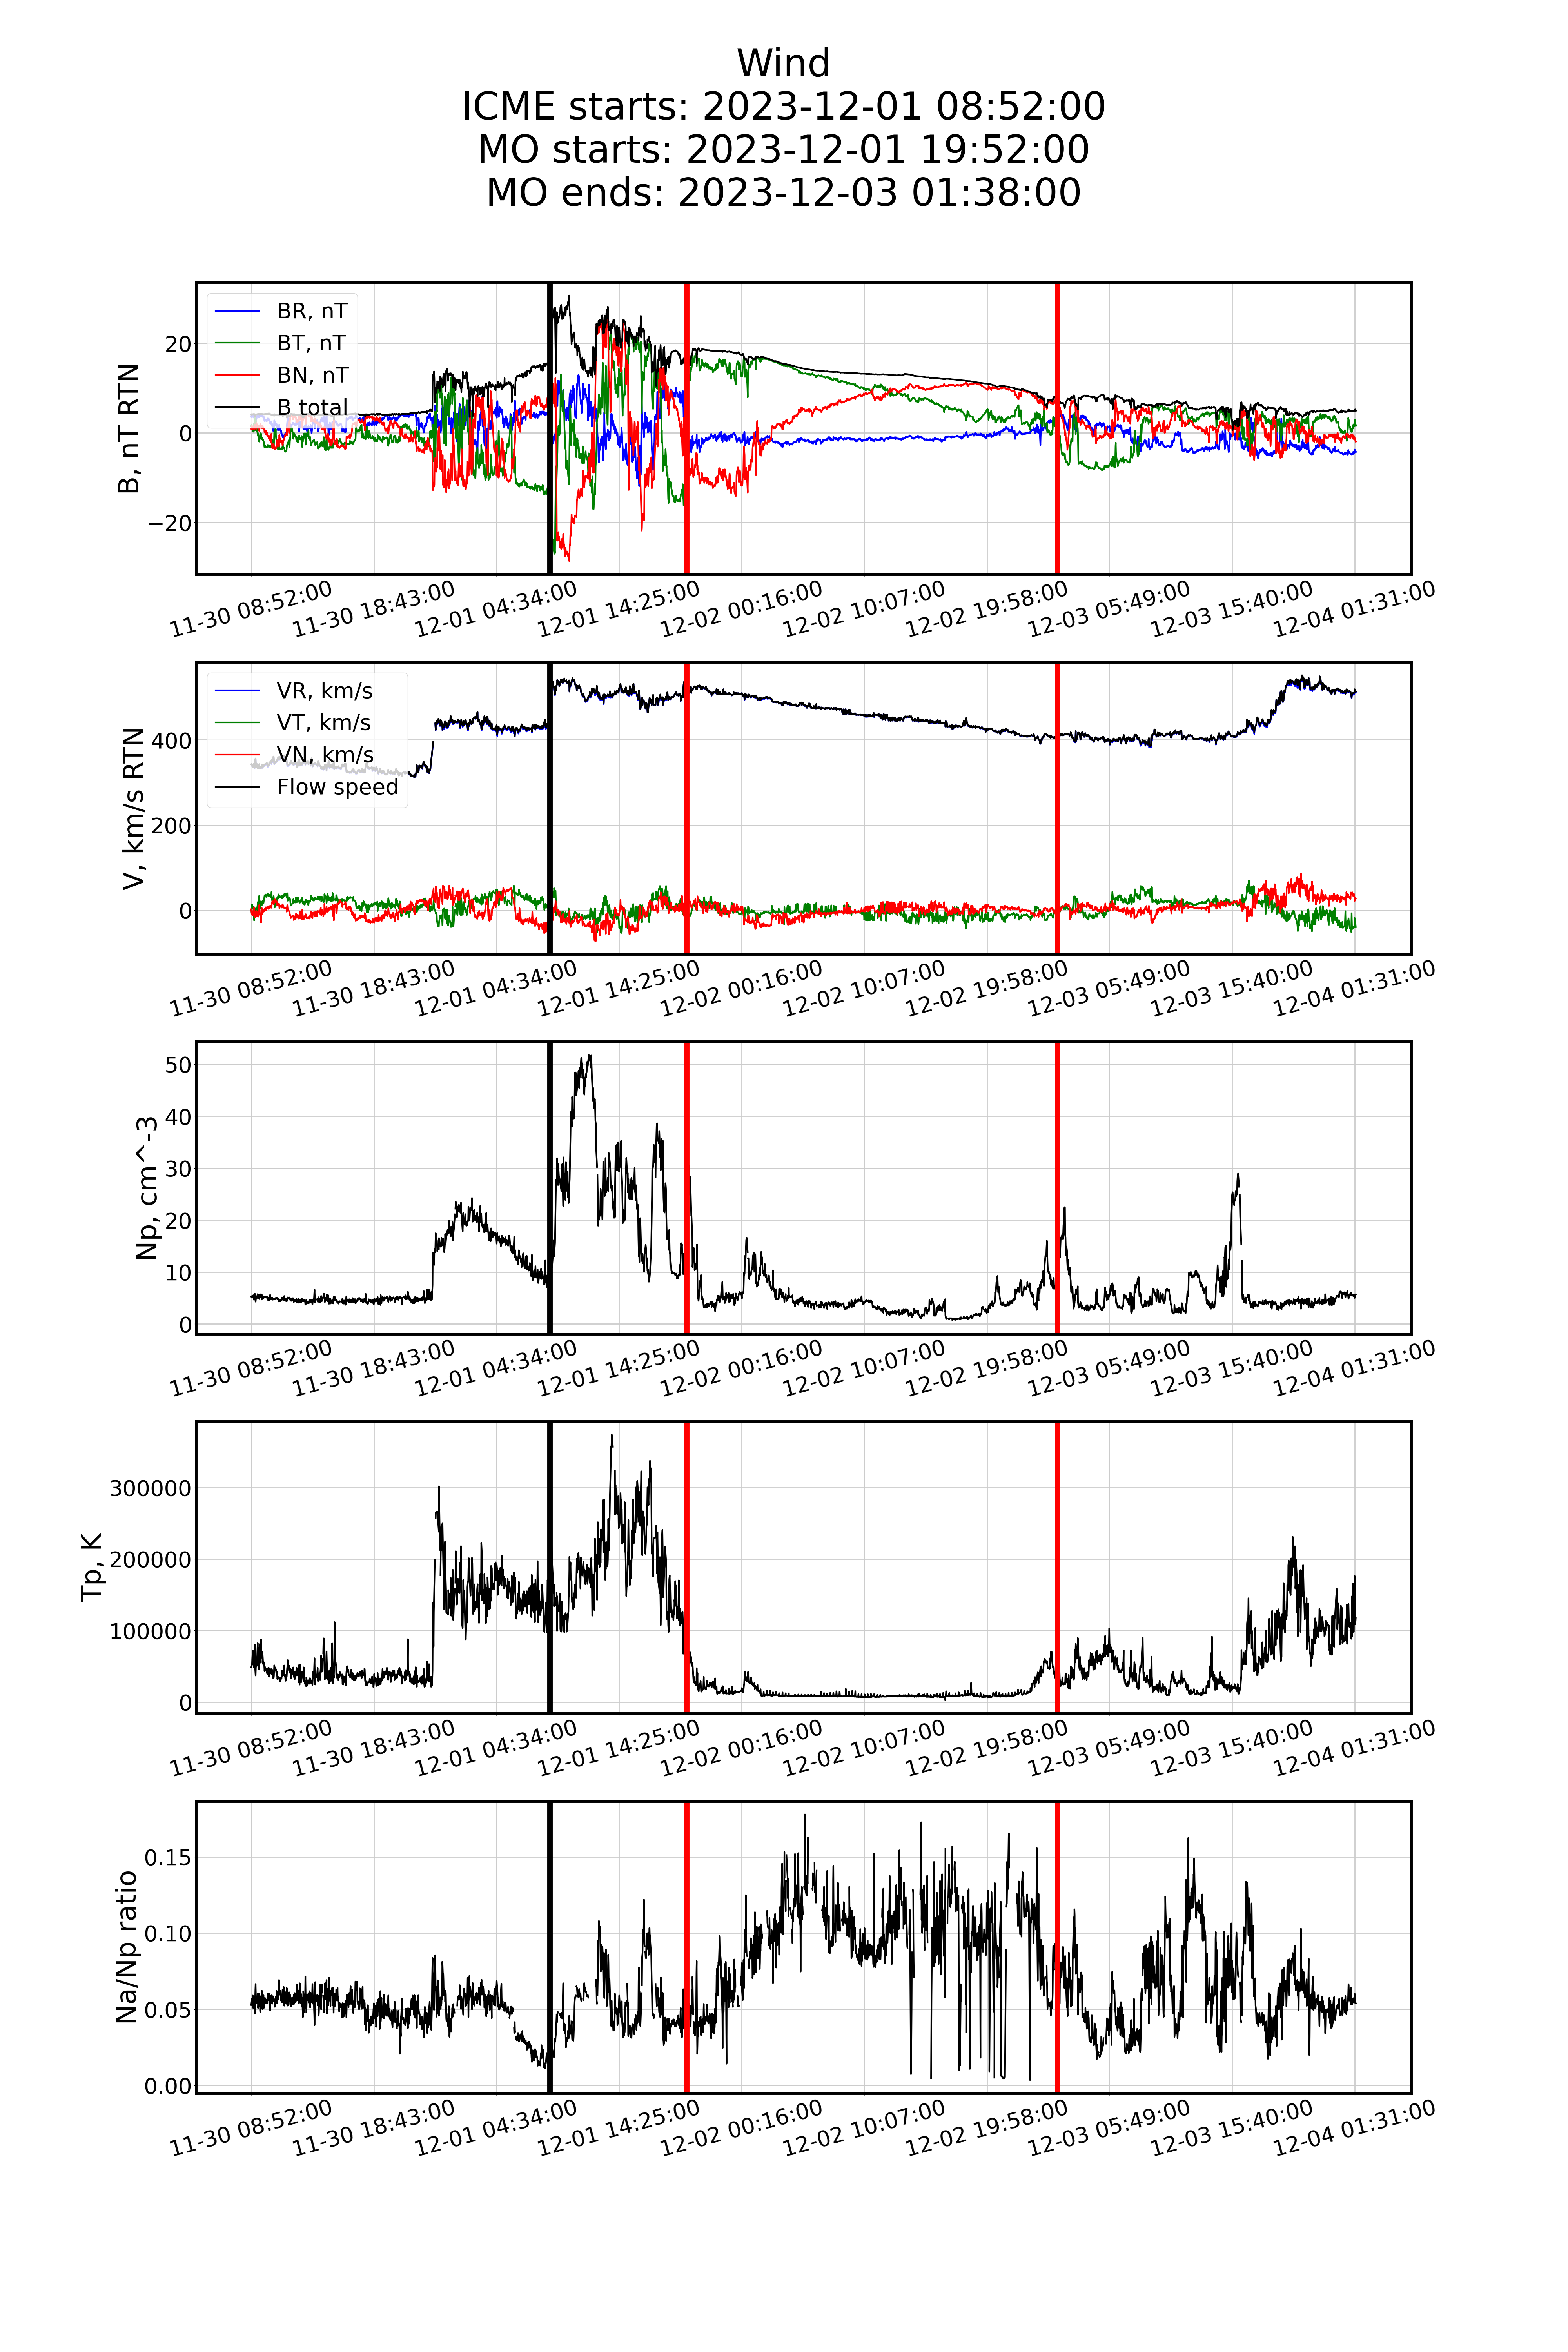 Wind
ICME starts: 2023-12-01 08:52:00
MO starts: 2023-12-01 19:52:00
MO ends: 2023-12-03 01:38:00
B, nT RTN
20
0
−20
BR, nT
BT, nT
BN, nT
B total
11-30 08:52:00 11-30 18:43:00 12-01 04:34:00 12-01 14:25:00 12-02 00:16:00 12-02 10:07:00 12-02 19:58:00 12-03 05:49:00 12-03 15:40:00 12-04 01:31:00
V, km/s RTN
400
200
0
VR, km/s
VT, km/s
VN, km/s
Flow speed
11-30 08:52:00 11-30 18:43:00 12-01 04:34:00 12-01 14:25:00 12-02 00:16:00 12-02 10:07:00 12-02 19:58:00 12-03 05:49:00 12-03 15:40:00 12-04 01:31:00
Np, cm^-3
50
40
30
20
10
0
11-30 08:52:00 11-30 18:43:00 12-01 04:34:00 12-01 14:25:00 12-02 00:16:00 12-02 10:07:00 12-02 19:58:00 12-03 05:49:00 12-03 15:40:00 12-04 01:31:00
Tp, K
300000
200000
100000
0
11-30 08:52:00 11-30 18:43:00 12-01 04:34:00 12-01 14:25:00 12-02 00:16:00 12-02 10:07:00 12-02 19:58:00 12-03 05:49:00 12-03 15:40:00 12-04 01:31:00
Na/Np ratio
0.15
0.10
0.05
0.00
11-30 08:52:00 11-30 18:43:00 12-01 04:34:00 12-01 14:25:00 12-02 00:16:00 12-02 10:07:00 12-02 19:58:00 12-03 05:49:00 12-03 15:40:00 12-04 01:31:00